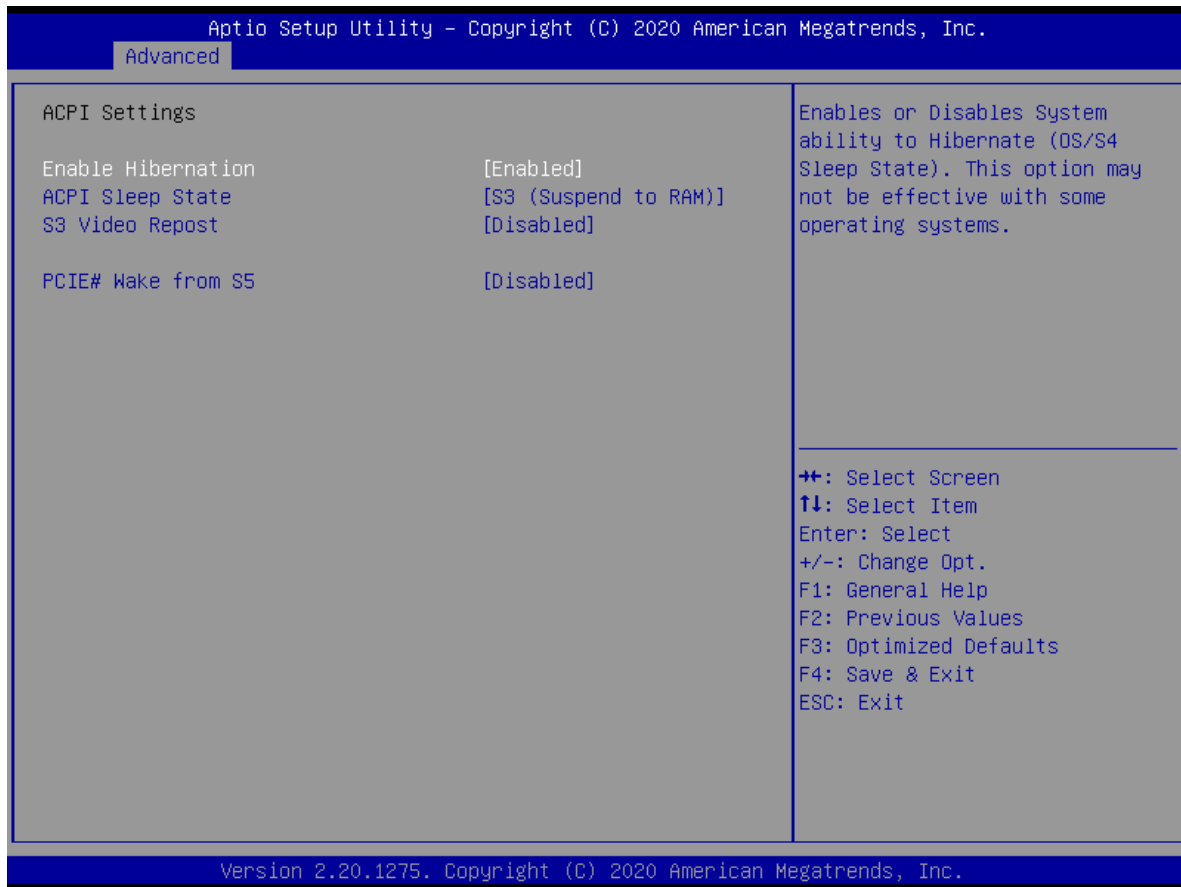 Aptio Setup Utility – Copyright (C) 2020 American Megatrends, Inc.
Advanced
ACPI Settings
Enable Hibernation [Enabled]
ACPI Sleep State [S3 (Suspend to RAM)]
S3 Video Repost [Disabled]
PCIE# Wake from S5 [Disabled]
Enables or Disables System
ability to Hibernate (OS/S4
Sleep State). This option may
not be effective with some
operating systems.
→←: Select Screen
↑↓: Select Item
Enter: Select
+/-: Change Opt.
F1: General Help
F2: Previous Values
F3: Optimized Defaults
F4: Save & Exit
ESC: Exit
Version 2.20.1275. Copyright (C) 2020 American Megatrends, Inc.